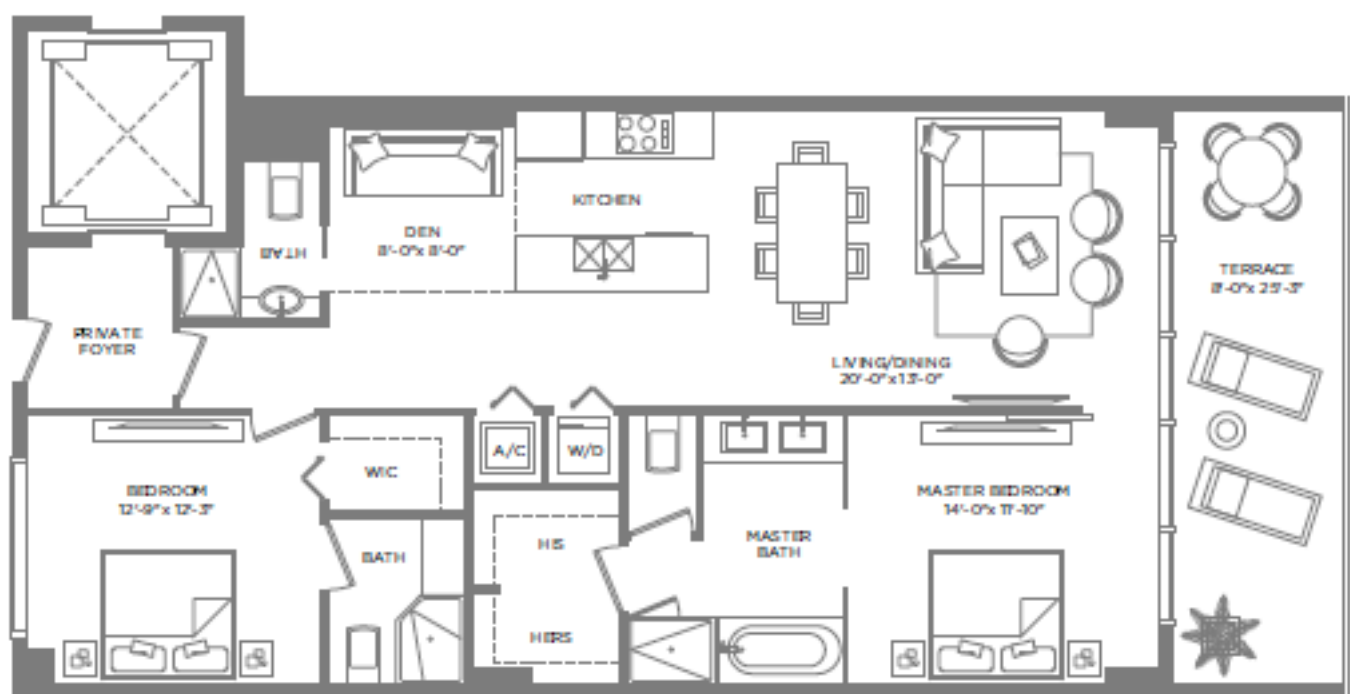 KITCHEN
DEN
8'-0" x 8'-0"
BATH
TERRACE
8'-0" x 25'-3"
PRIVATE
FOYER
LIVING/DINING
20'-0" x 13'-0"
A/C
W/D
WIC
BEDROOM
12'-9" x 12'-3"
MASTER BEDROOM
14'-0" x 11'-10"
HIS
MASTER
BATH
BATH
HERS